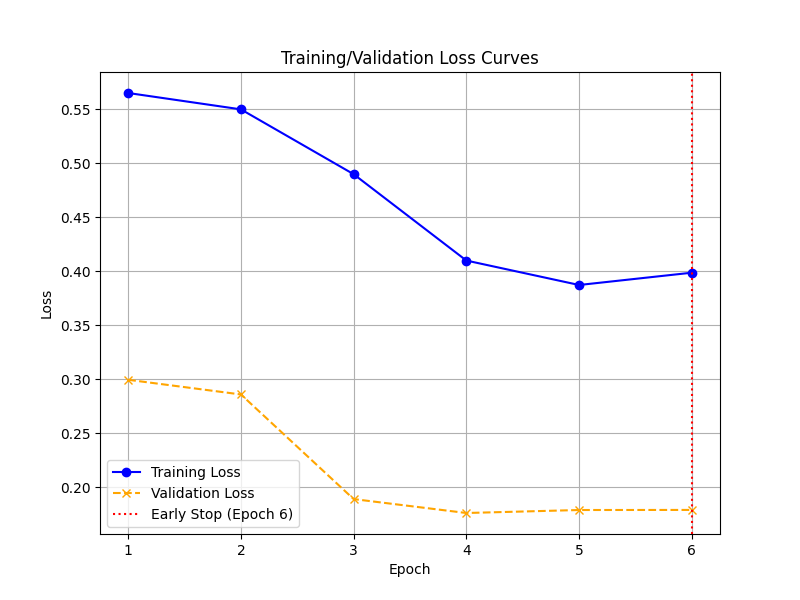 Training/Validation Loss Curves
Loss
0.55
0.50
0.45
0.40
0.35
0.30
0.25
0.20
Training Loss
Validation Loss
Early Stop (Epoch 6)
1 2 3 4 5 6
Epoch